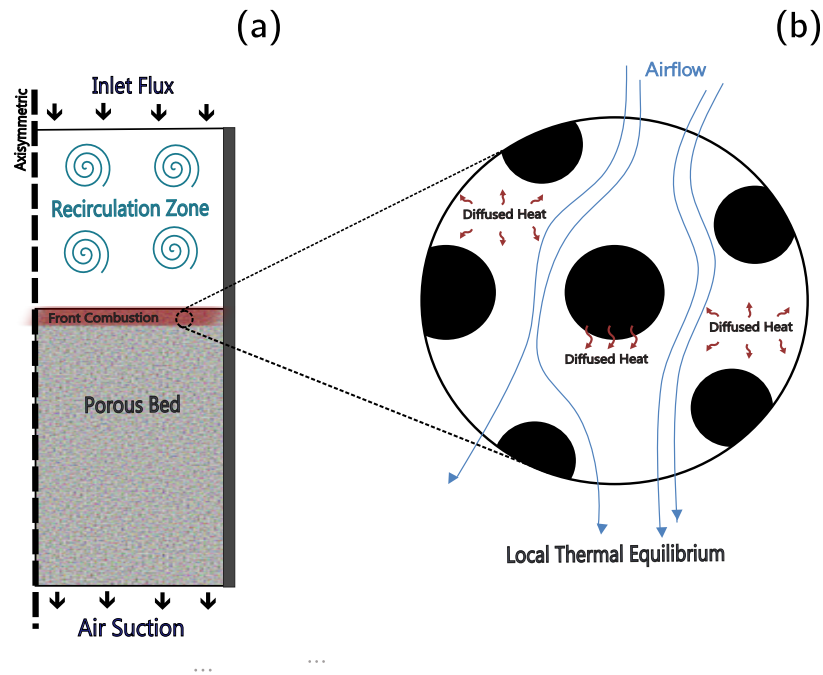 (a)
Inlet Flux
Axisymmetric
Recirculation Zone
Front Combustion
Porous Bed
Air Suction
...
...
(b)
Airflow
Diffused Heat
Diffused Heat
Diffused Heat
Local Thermal Equilibrium